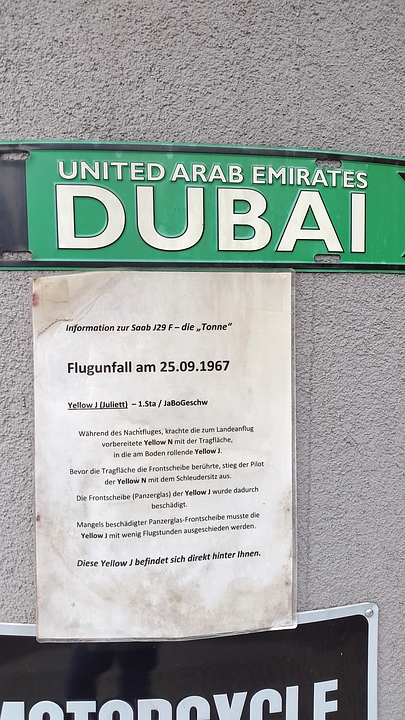 UNITED ARAB EMIRATES
DUBAI
Information zur Saab J29 F – die „Tonne“
Flugunfall am 25.09.1967
Yellow J (Juliett) – 1.Sta / JaBoGeschw
Während des Nachtfluges, krachte die zum Landeanflug
vorbereitete Yellow N mit der Tragfläche,
in die am Boden rollende Yellow J.
Bevor die Tragfläche die Frontscheibe berührte, stieg der Pilot
der Yellow N mit dem Schleudersitz aus.
Die Frontscheibe (Panzerglas) der Yellow J wurde dadurch
beschädigt.
Mangels beschädigter Panzerglas-Frontscheibe musste die
Yellow J mit wenig Flugstunden ausgeschieden werden.
Diese Yellow J befindet sich direkt hinter Ihnen.
MOTORCYCLE